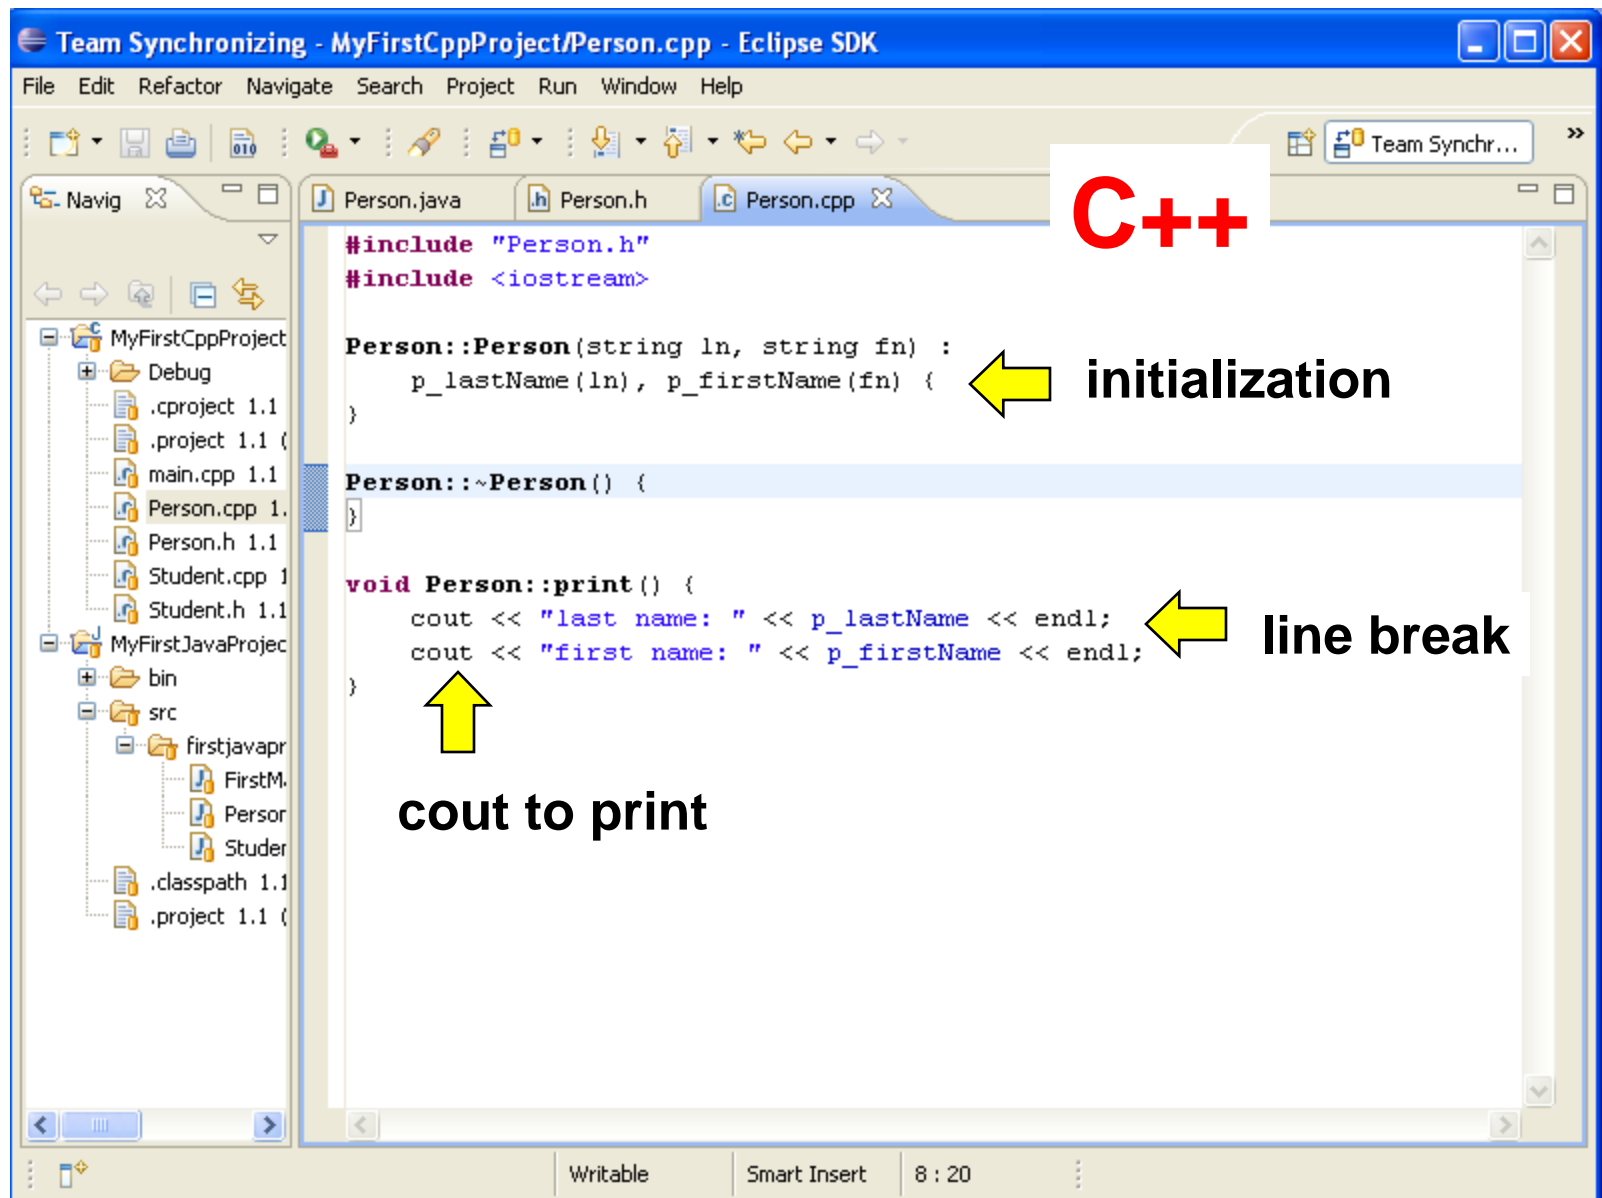 Team Synchronizing - MyFirstCppProject/Person.cpp - Eclipse SDK
File Edit Refactor Navigate Search Project Run Window Help
010
Team Synchr... »
Navig
Person.java
.h Person.h
.c Person.cpp
C++
MyFirstCppProject
Debug
.cproject 1.1
.project 1.1 (
main.cpp 1.1
Person.cpp 1.
Person.h 1.1
Student.cpp 1
Student.h 1.1
MyFirstJavaProjec
bin
src
firstjavapr
FirstM
Person
Studen
.classpath 1.1
.project 1.1 (
#include "Person.h"
#include <iostream>
Person::Person(string ln, string fn) :
p_lastName(ln), p_firstName(fn) {
}
initialization
Person::~Person() {
}
void Person::print() {
cout << "last name: " << p_lastName << endl;
cout << "first name: " << p_firstName << endl;
}
line break
cout to print
Writable
Smart Insert
8 : 20